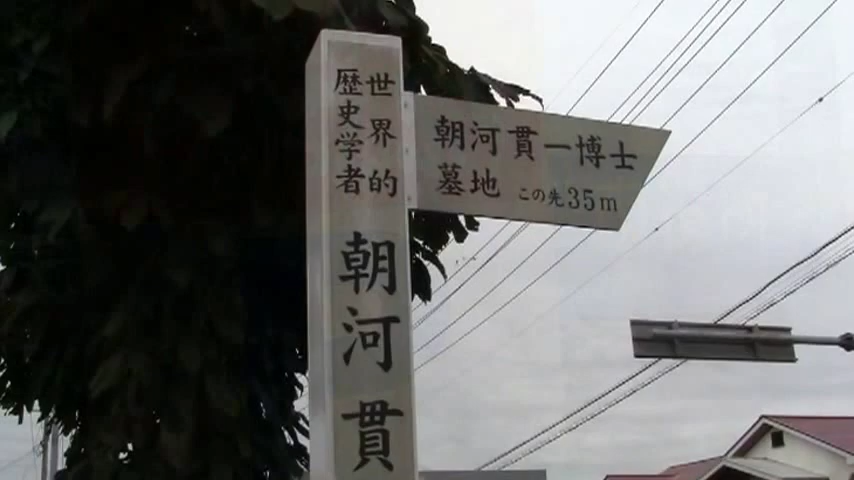 世界的
歴史学者
朝河貫
朝河貫一博士
墓地 この先35m